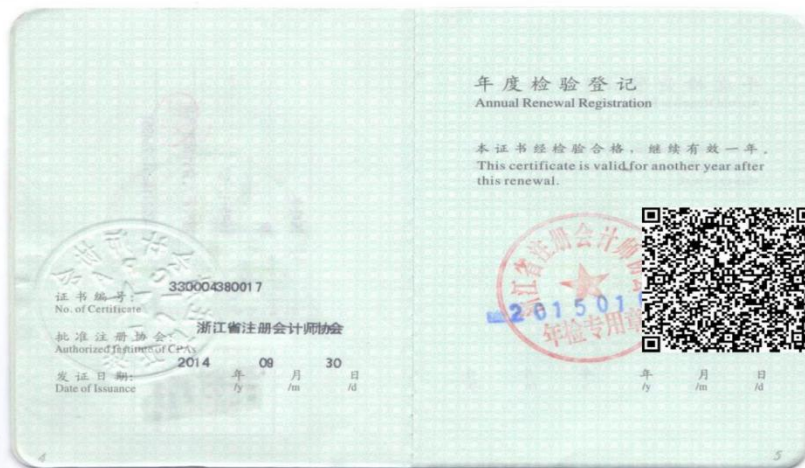 证书编号:
No. of Certificate
330004380017
批准注册协会:
Authorized Institute of CPAs
浙江省注册会计师协会
发证日期:
Date of Issuance
2014 年 09 月 30 日
/y /m /d
4
年度检验登记
Annual Renewal Registration
本证书经检验合格，继续有效一年。
This certificate is valid for another year after
this renewal.
浙江省注册会计师
年检专用章
年 月 日
/y /m /d
5